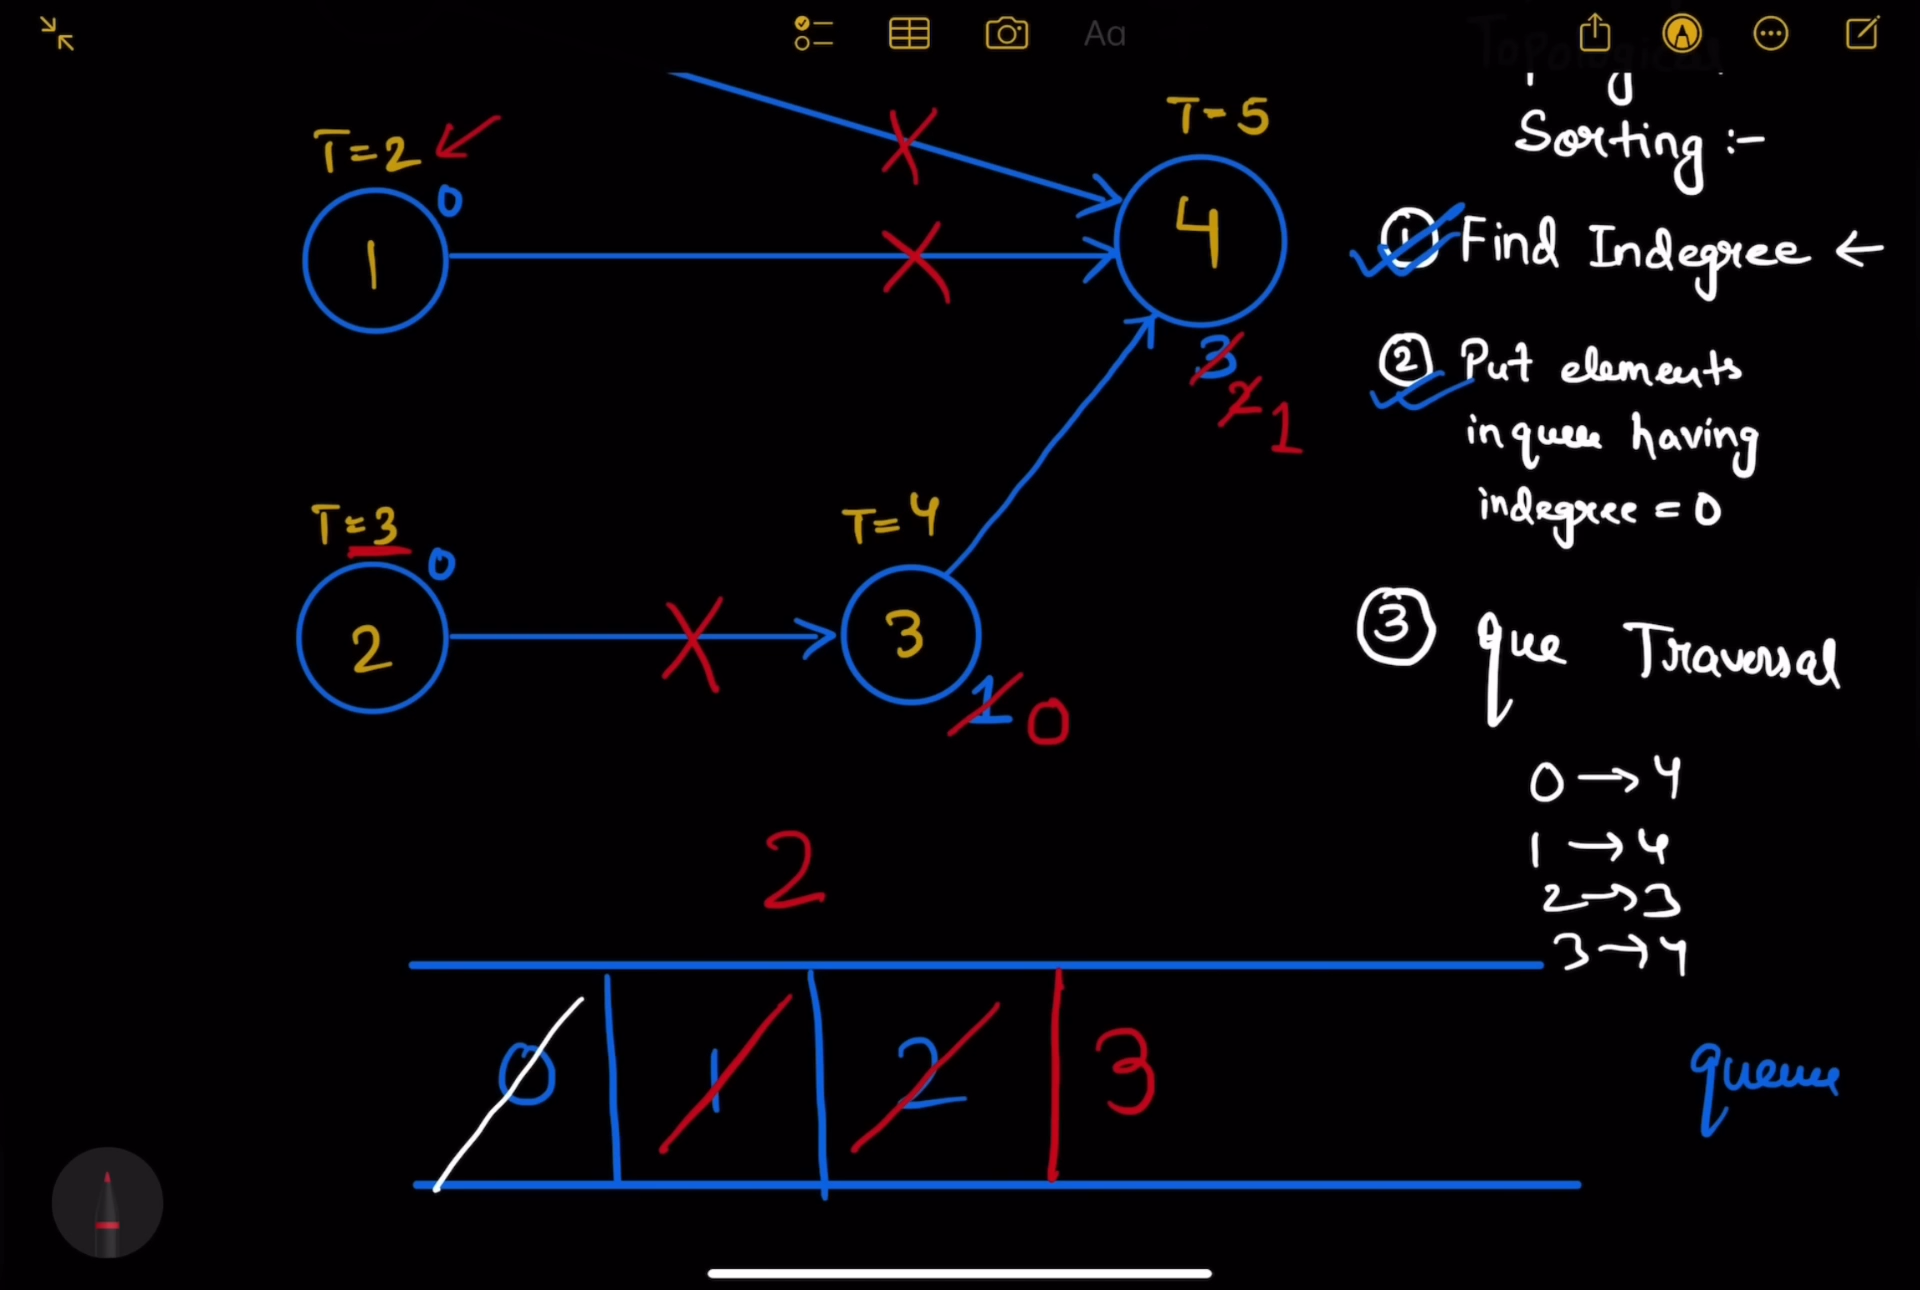 Aa
Topological
Sorting :-
T=2
0
1
T-5
4
3
2
1
① Find Indegree ←
② Put elements
in queue having
indegree = 0
T=3
0
2
T=4
3
1
0
③ que Traversal
0 → 4
1 → 4
2 → 3
3 → 4
2
0 1 2 3
queue